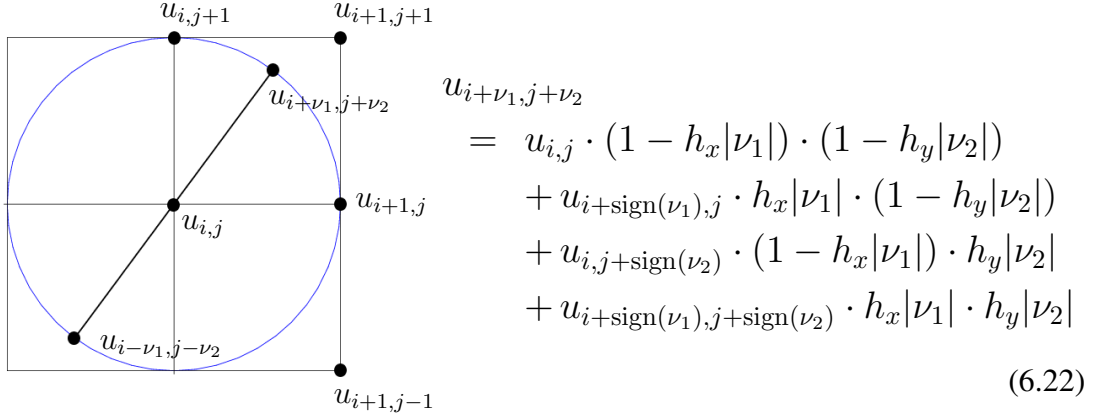 u_{i,j+1} u_{i+1,j+1}
u_{i+ν_1,j+ν_2}
u_{i+1,j}
u_{i,j}
u_{i-ν_1,j-ν_2}
u_{i+1,j-1}
u_{i+ν_1,j+ν_2}
= u_{i,j} · (1 − h_x|ν_1|) · (1 − h_y|ν_2|)
+ u_{i+sign(ν_1),j} · h_x|ν_1| · (1 − h_y|ν_2|)
+ u_{i,j+sign(ν_2)} · (1 − h_x|ν_1|) · h_y|ν_2|
+ u_{i+sign(ν_1),j+sign(ν_2)} · h_x|ν_1| · h_y|ν_2|
(6.22)